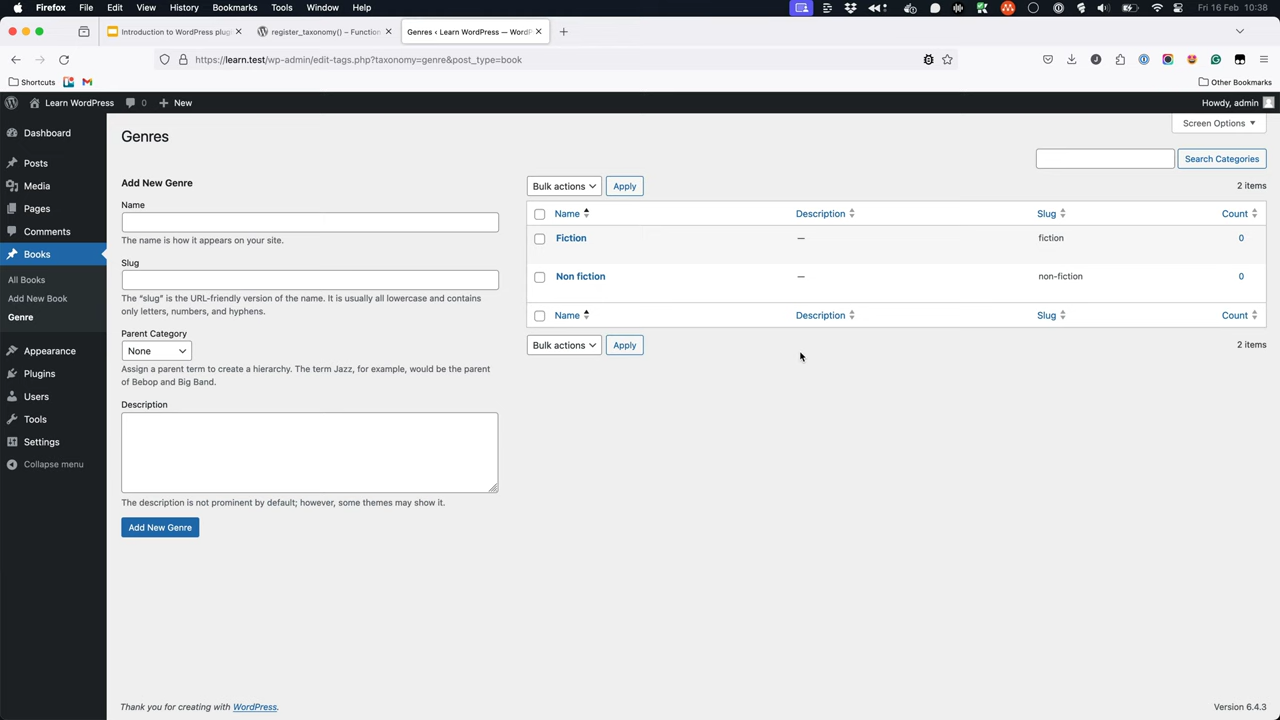 Firefox File Edit View History Bookmarks Tools Window Help Fri 16 Feb 10:38
Introduction to WordPress plug
register_taxonomy() – Function
Genres ‹ Learn WordPress — WordP
https://learn.test/wp-admin/edit-tags.php?taxonomy=genre&post_type=book
Shortcuts
Other Bookmarks
Learn WordPress 0 New
Howdy, admin
Dashboard
Posts
Media
Pages
Comments
Books
All Books
Add New Book
Genre
Appearance
Plugins
Users
Tools
Settings
Collapse menu
Genres
Screen Options
Search Categories
Add New Genre
Name
The name is how it appears on your site.
Slug
The “slug” is the URL-friendly version of the name. It is usually all lowercase and contains
only letters, numbers, and hyphens.
Parent Category
None
Assign a parent term to create a hierarchy. The term Jazz, for example, would be the parent
of Bebop and Big Band.
Description
The description is not prominent by default; however, some themes may show it.
Add New Genre
Bulk actions Apply 2 items
Name Description Slug Count
Fiction — fiction 0
Non fiction — non-fiction 0
Name Description Slug Count
Bulk actions Apply 2 items
Thank you for creating with WordPress.
Version 6.4.3